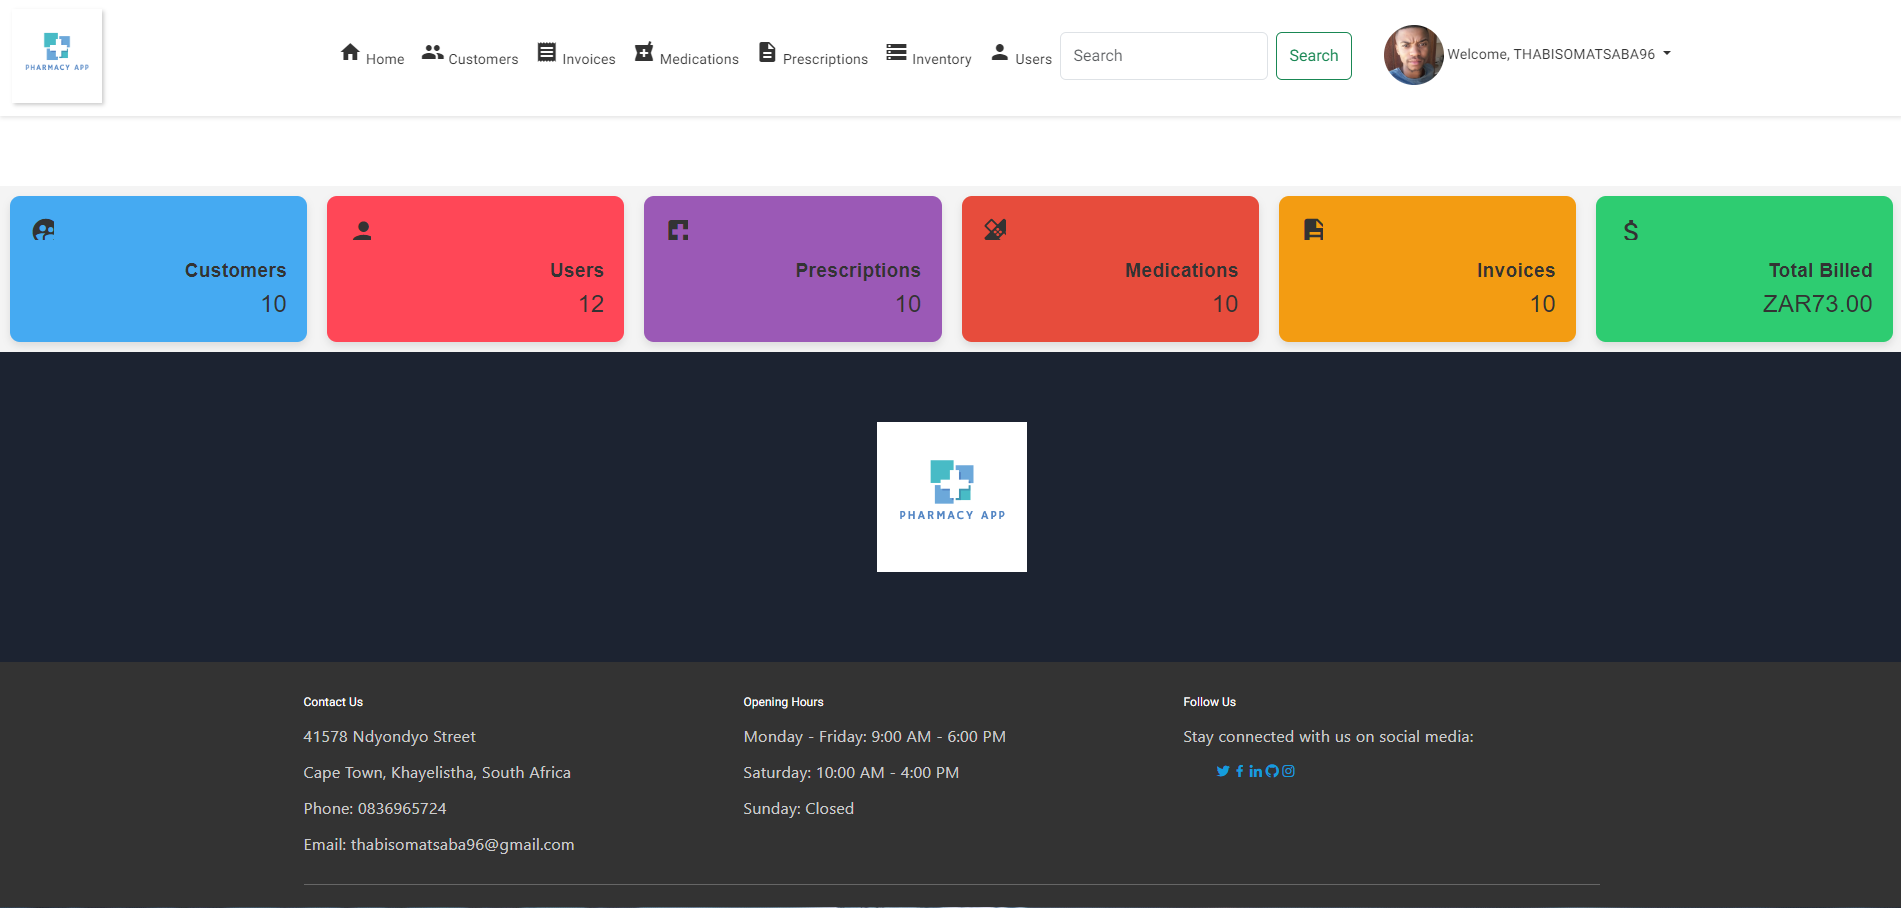 PHARMACY APP
Home Customers Invoices Medications Prescriptions Inventory Users Search Search Welcome, THABISOMATSABA96
Customers
10
Users
12
Prescriptions
10
Medications
10
Invoices
10
Total Billed
ZAR73.00
PHARMACY APP
Contact Us
41578 Ndyondyo Street
Cape Town, Khayelistha, South Africa
Phone: 0836965724
Email: thabisomatsaba96@gmail.com
Opening Hours
Monday - Friday: 9:00 AM - 6:00 PM
Saturday: 10:00 AM - 4:00 PM
Sunday: Closed
Follow Us
Stay connected with us on social media: